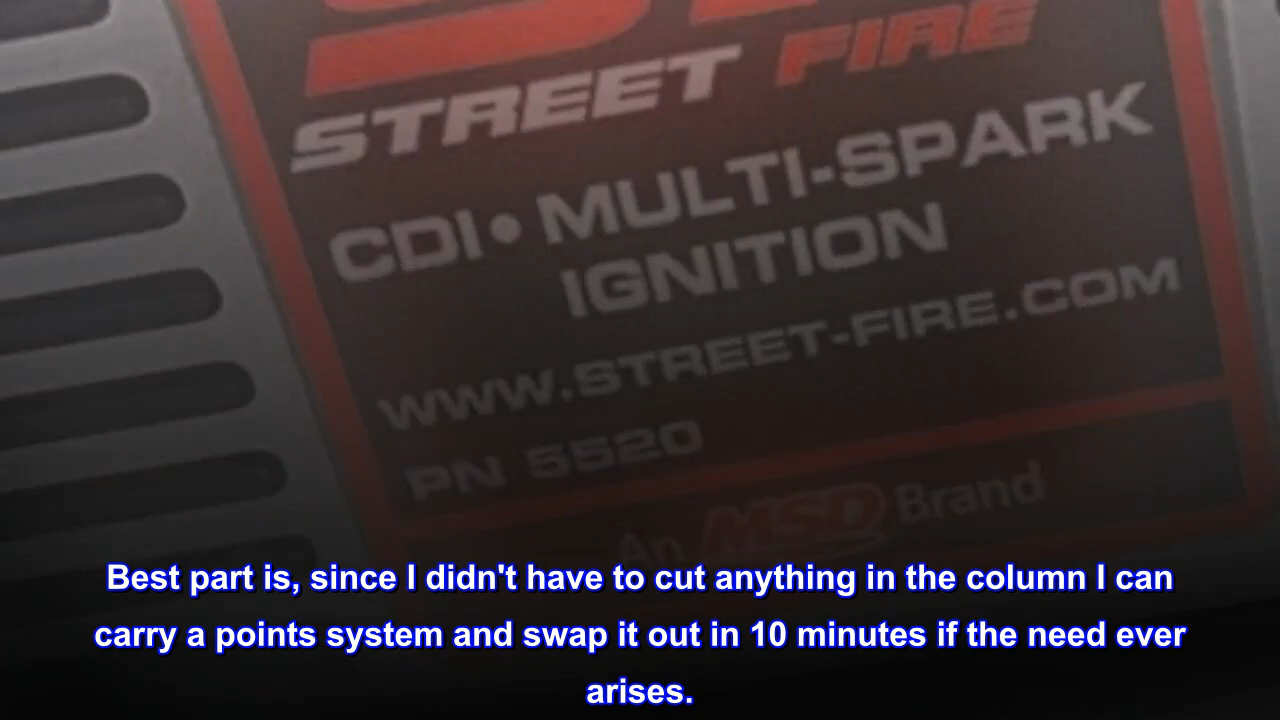 STREET FIRE
CDI • MULTI-SPARK
IGNITION
WWW.STREET-FIRE.COM
PN 5520
An MSD Brand
Best part is, since I didn't have to cut anything in the column I can
carry a points system and swap it out in 10 minutes if the need ever
arises.